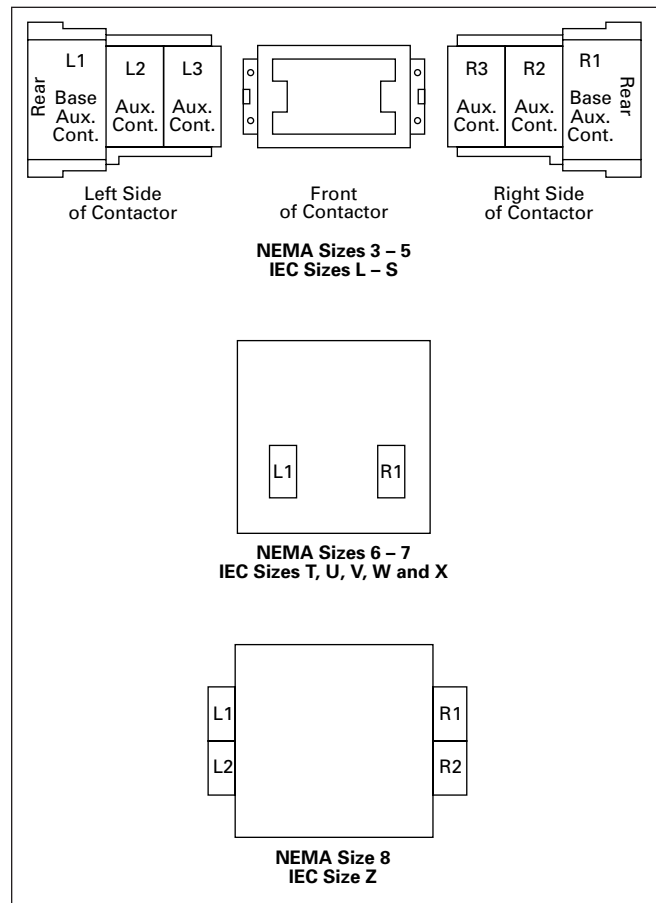 Rear
L1
Base
Aux.
Cont.
L2
Aux.
Cont.
L3
Aux.
Cont.
R3
Aux.
Cont.
R2
Aux.
Cont.
R1
Base
Aux.
Cont.
Rear
Left Side
of Contactor
Front
of Contactor
Right Side
of Contactor
NEMA Sizes 3 – 5
IEC Sizes L – S
L1
R1
NEMA Sizes 6 – 7
IEC Sizes T, U, V, W and X
L1
R1
L2
R2
NEMA Size 8
IEC Size Z